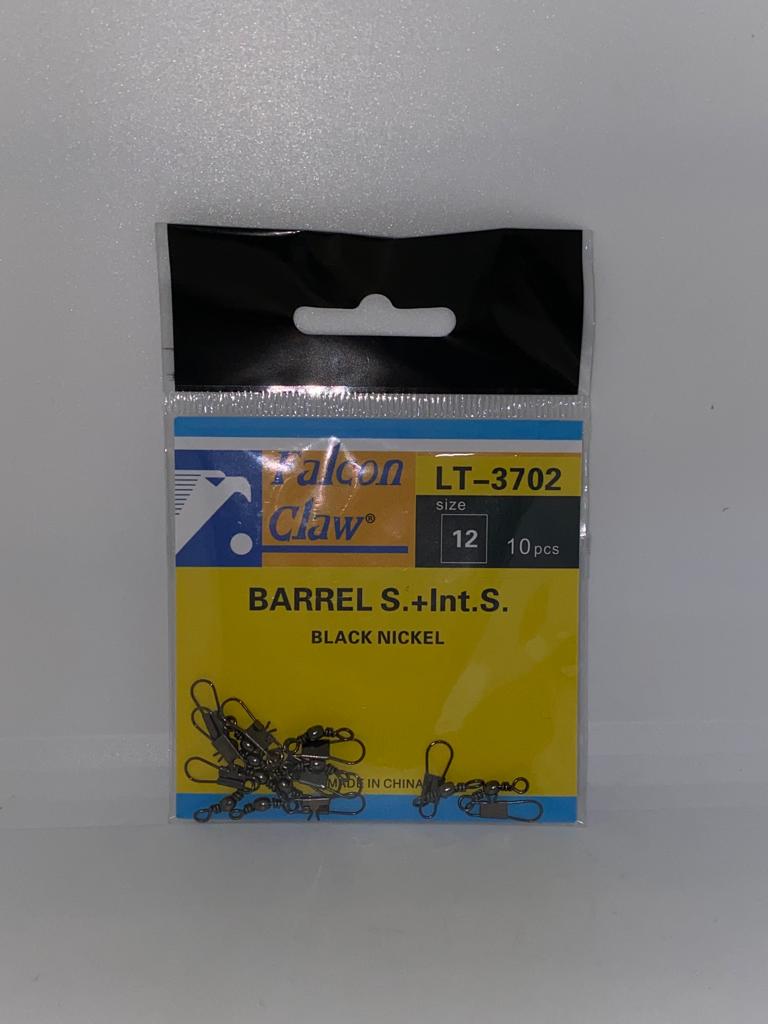 Falcon
Claw®
LT-3702
size
12
10pcs
BARREL S.+Int.S.
BLACK NICKEL
MADE IN CHINA